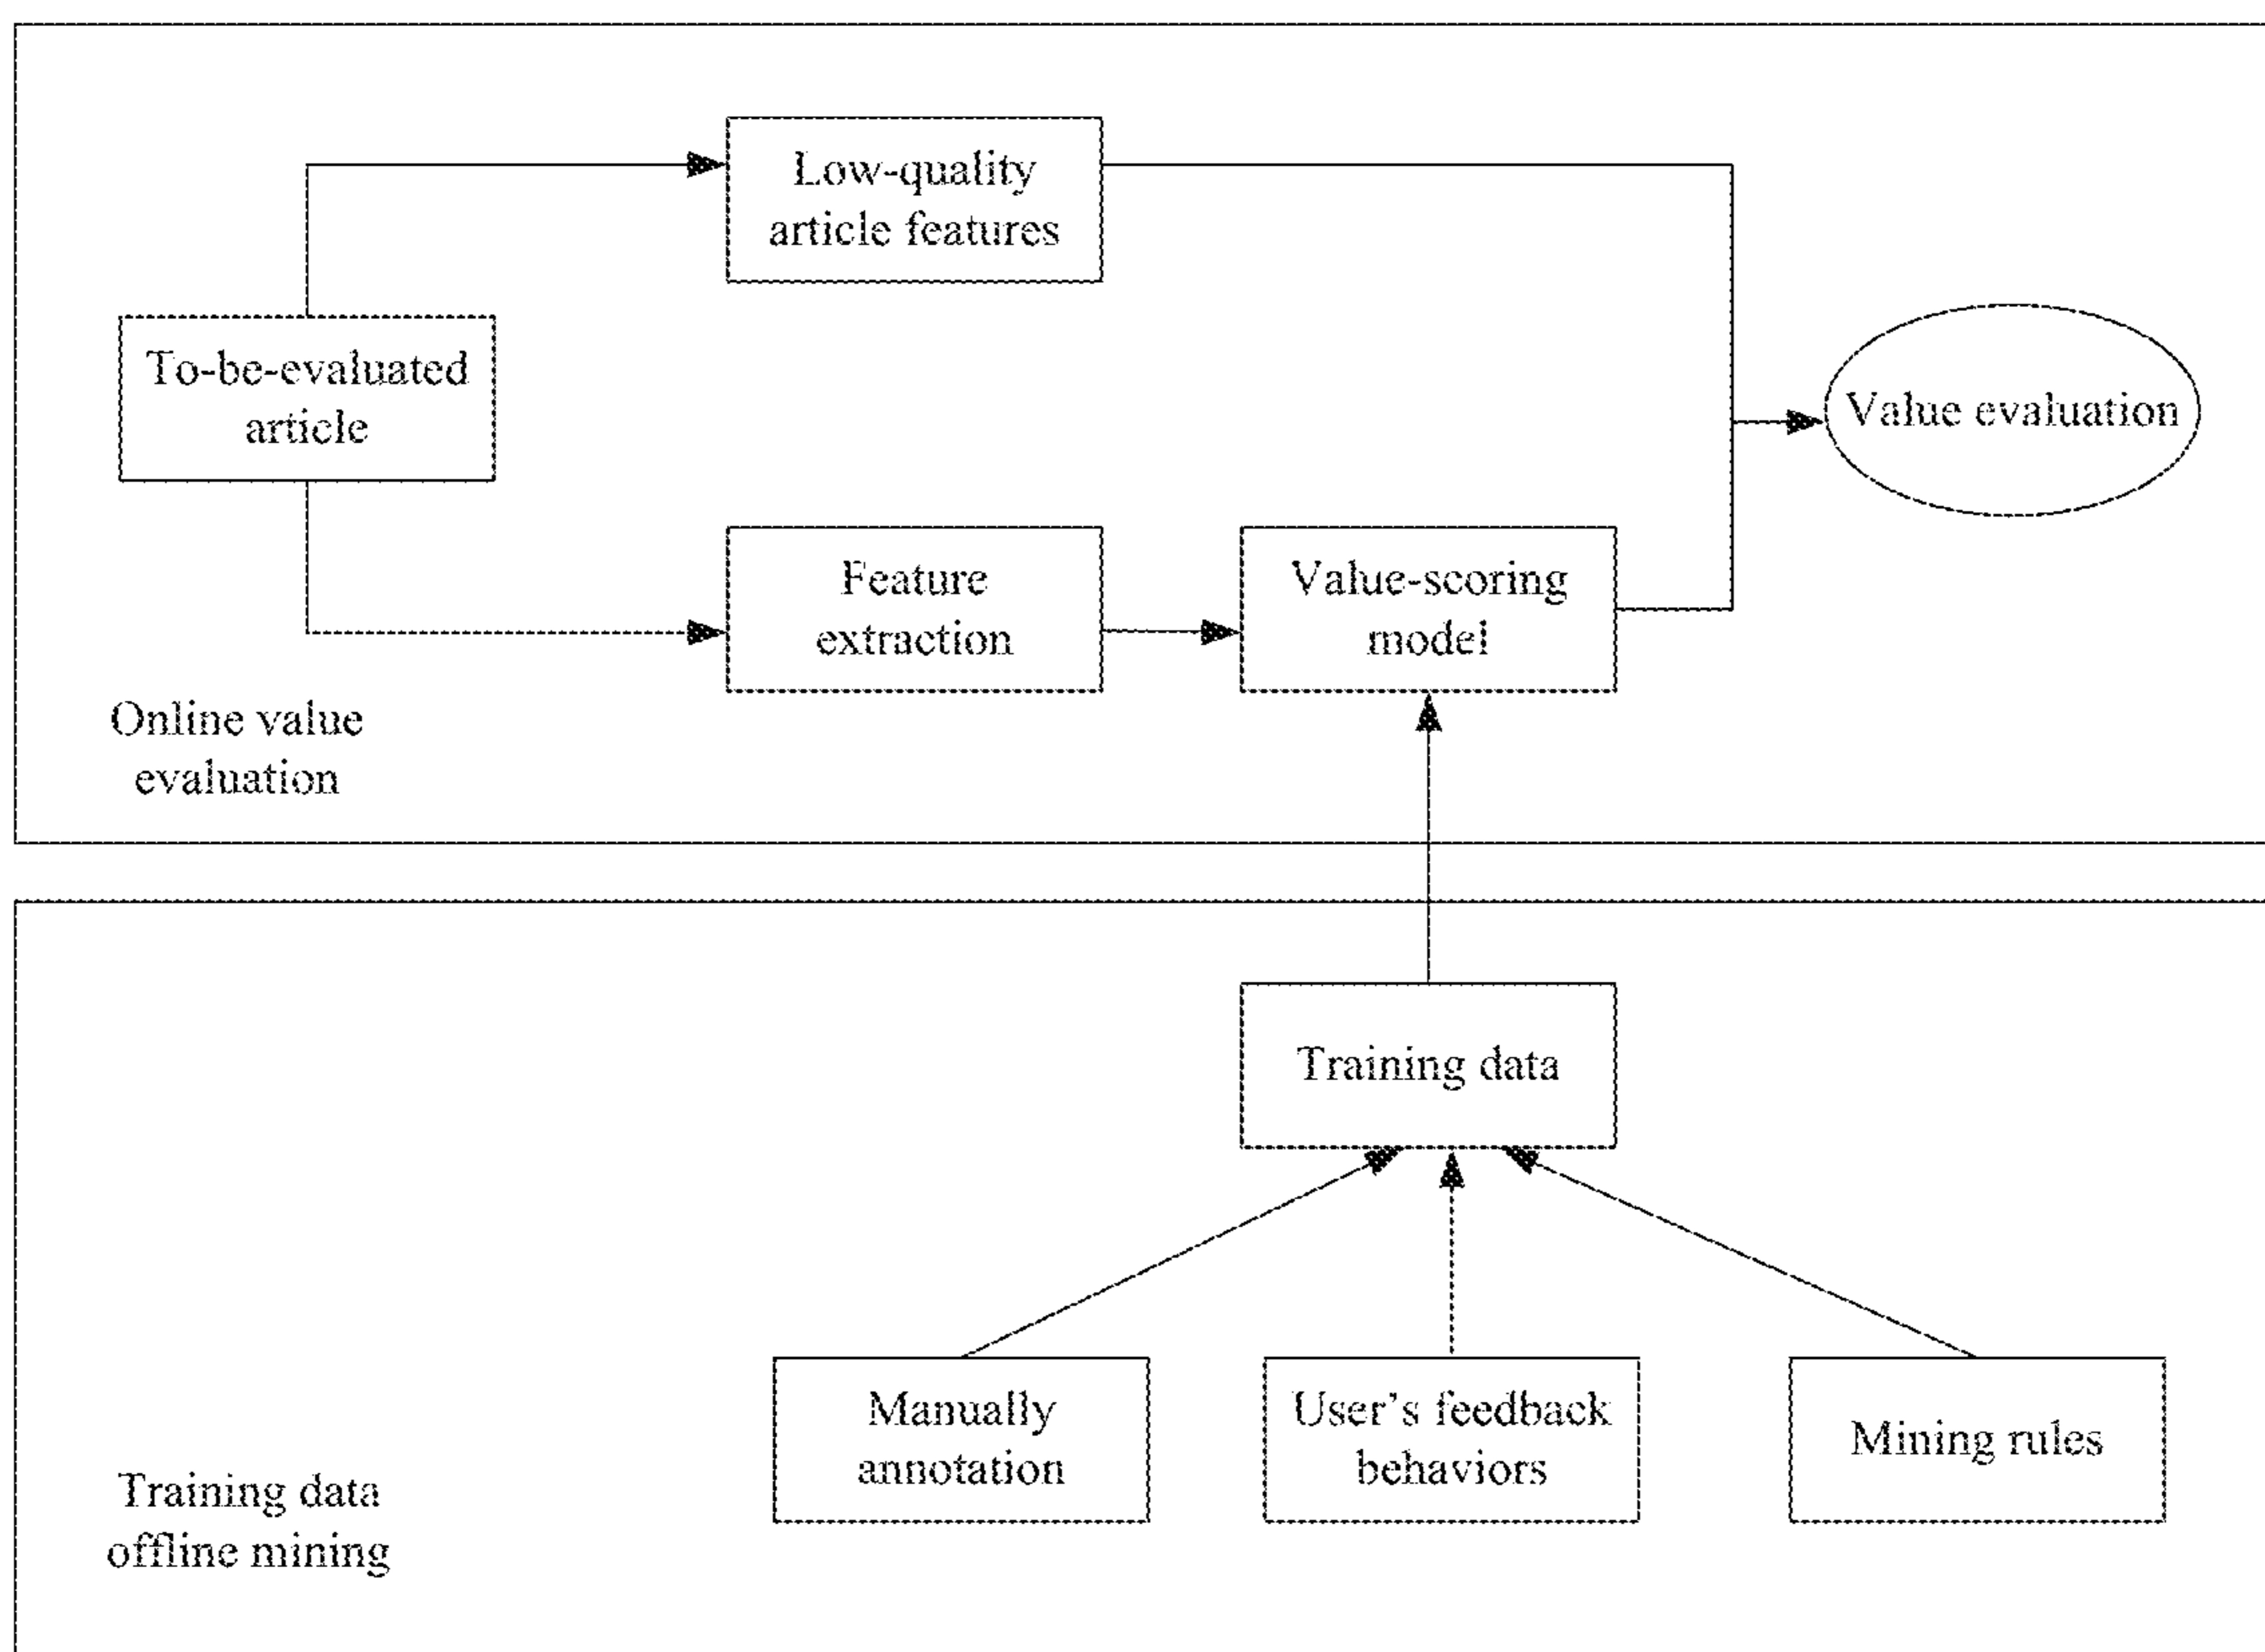 Low-quality
article features
To-be-evaluated
article
Value evaluation
Feature
extraction
Value-scoring
model
Online value
evaluation
Training data
Manually
annotation
User's feedback
behaviors
Mining rules
Training data
offline mining